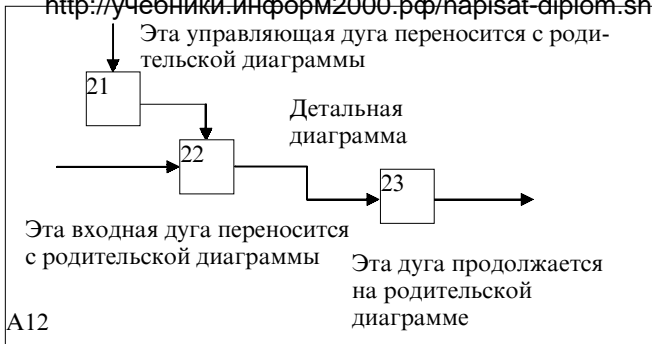 http://учебники.информ2000.рф/napisat-diplom.sh
Эта управляющая дуга переносится с роди-
тельской диаграммы
21
Детальная
диаграмма
22
23
Эта входная дуга переносится
с родительской диаграммы
Эта дуга продолжается
на родительской
диаграмме
A12